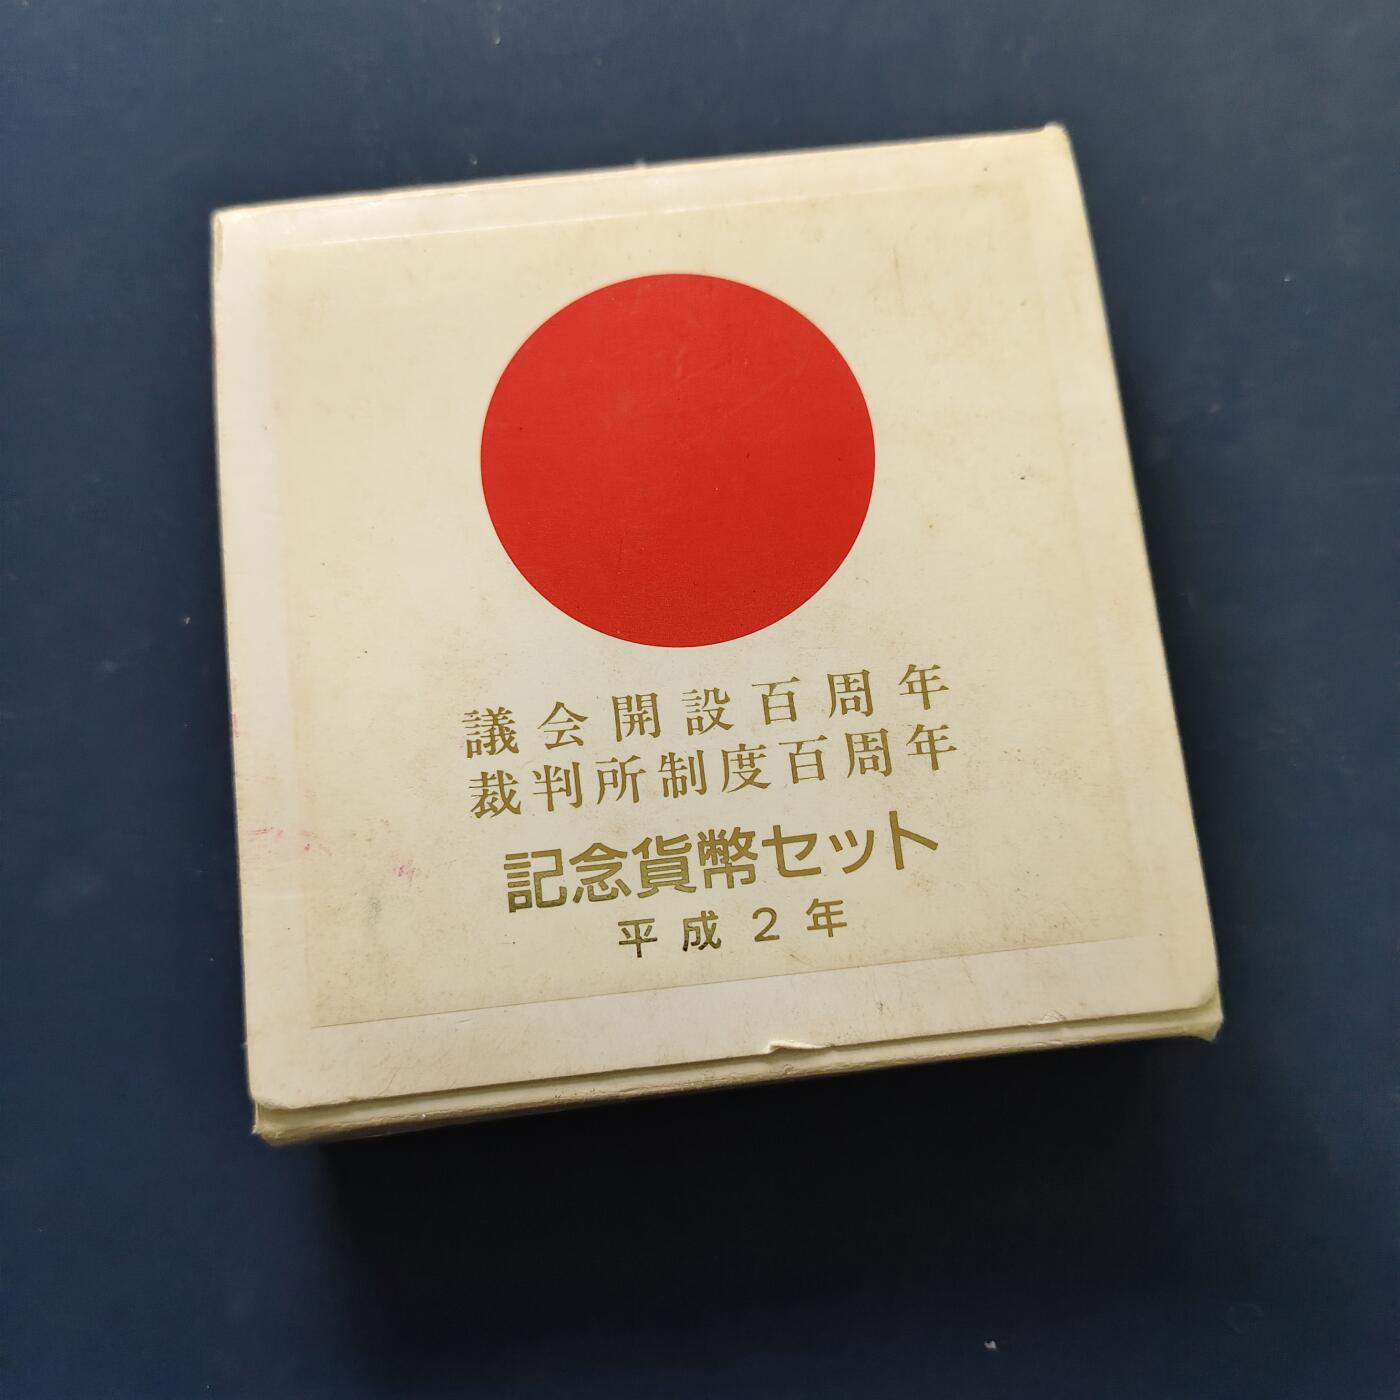 議会開設百周年
裁判所制度百周年
記念貨幣セット
平成2年